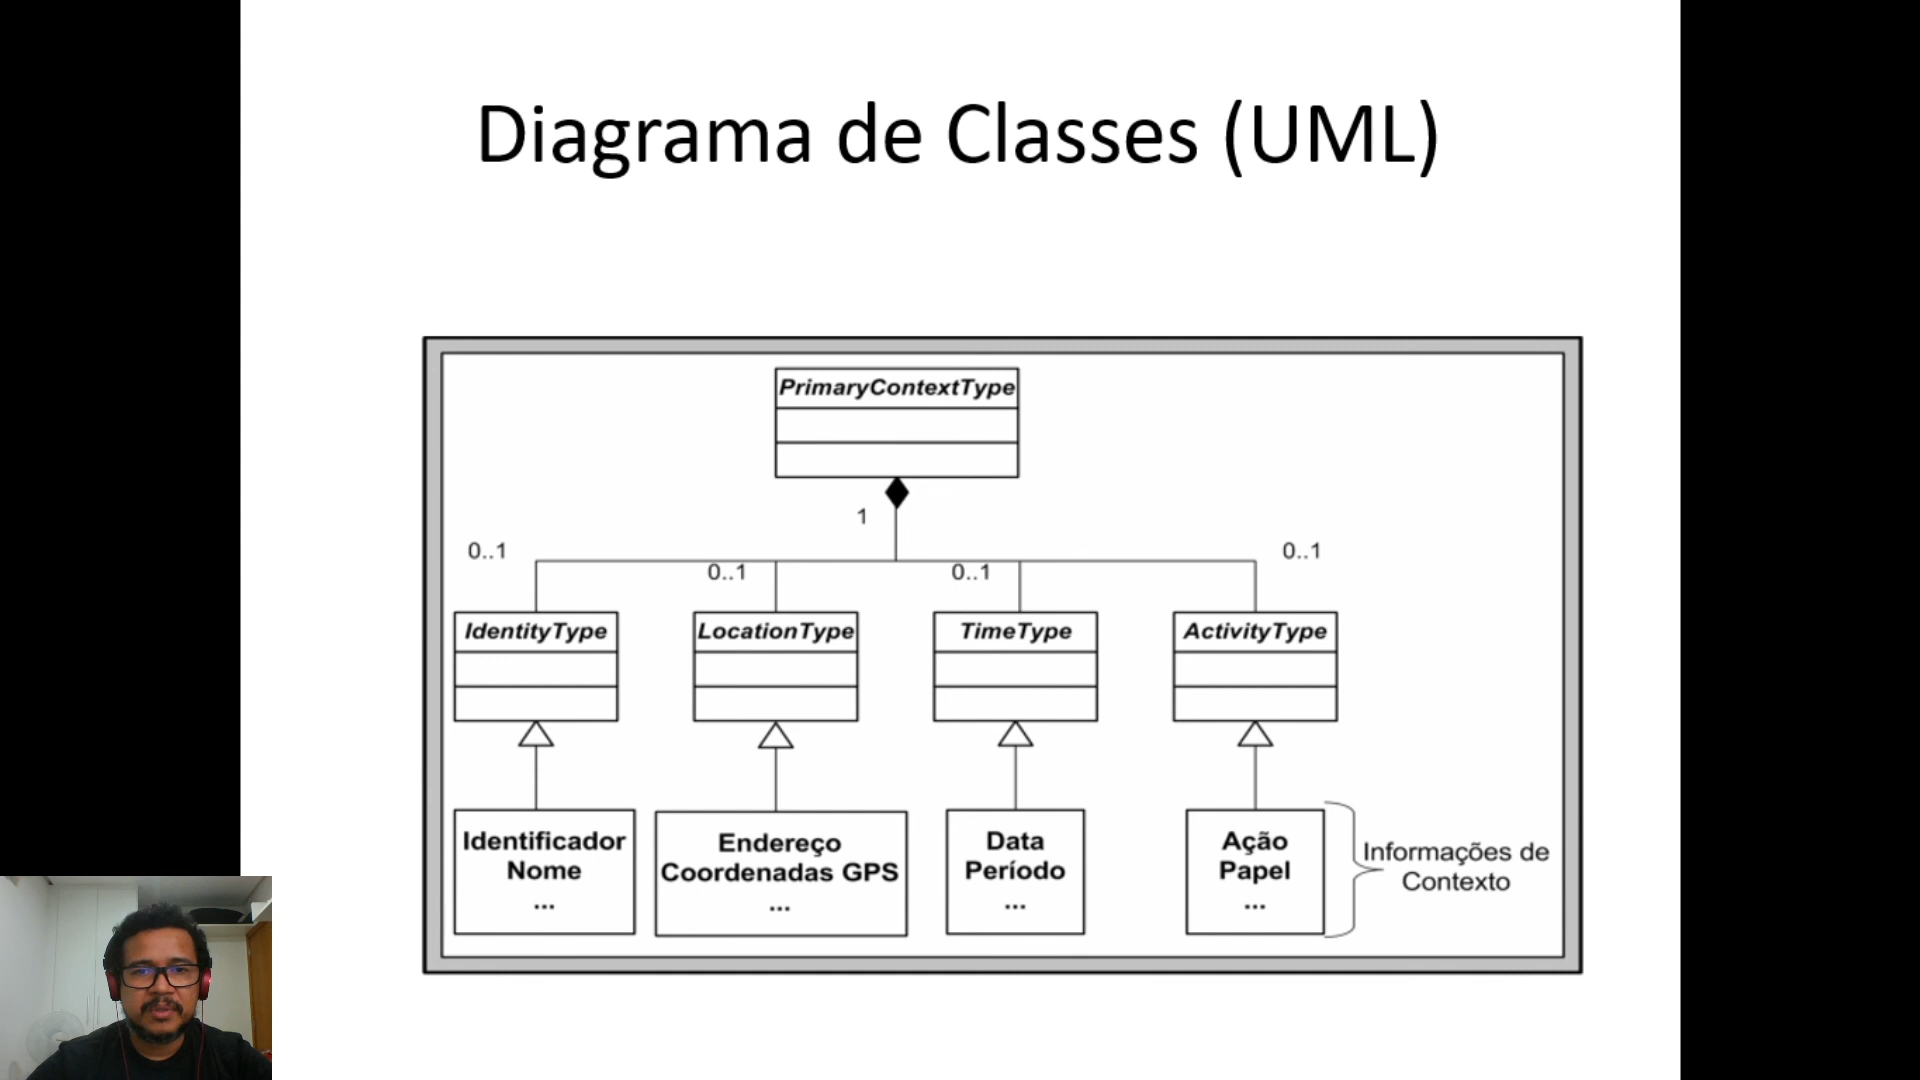 Diagrama de Classes (UML)
PrimaryContextType
1
0..1
0..1
0..1
0..1
IdentityType
LocationType
TimeType
ActivityType
Identificador
Nome
...
Endereço
Coordenadas GPS
...
Data
Período
...
Ação
Papel
...
Informações de
Contexto